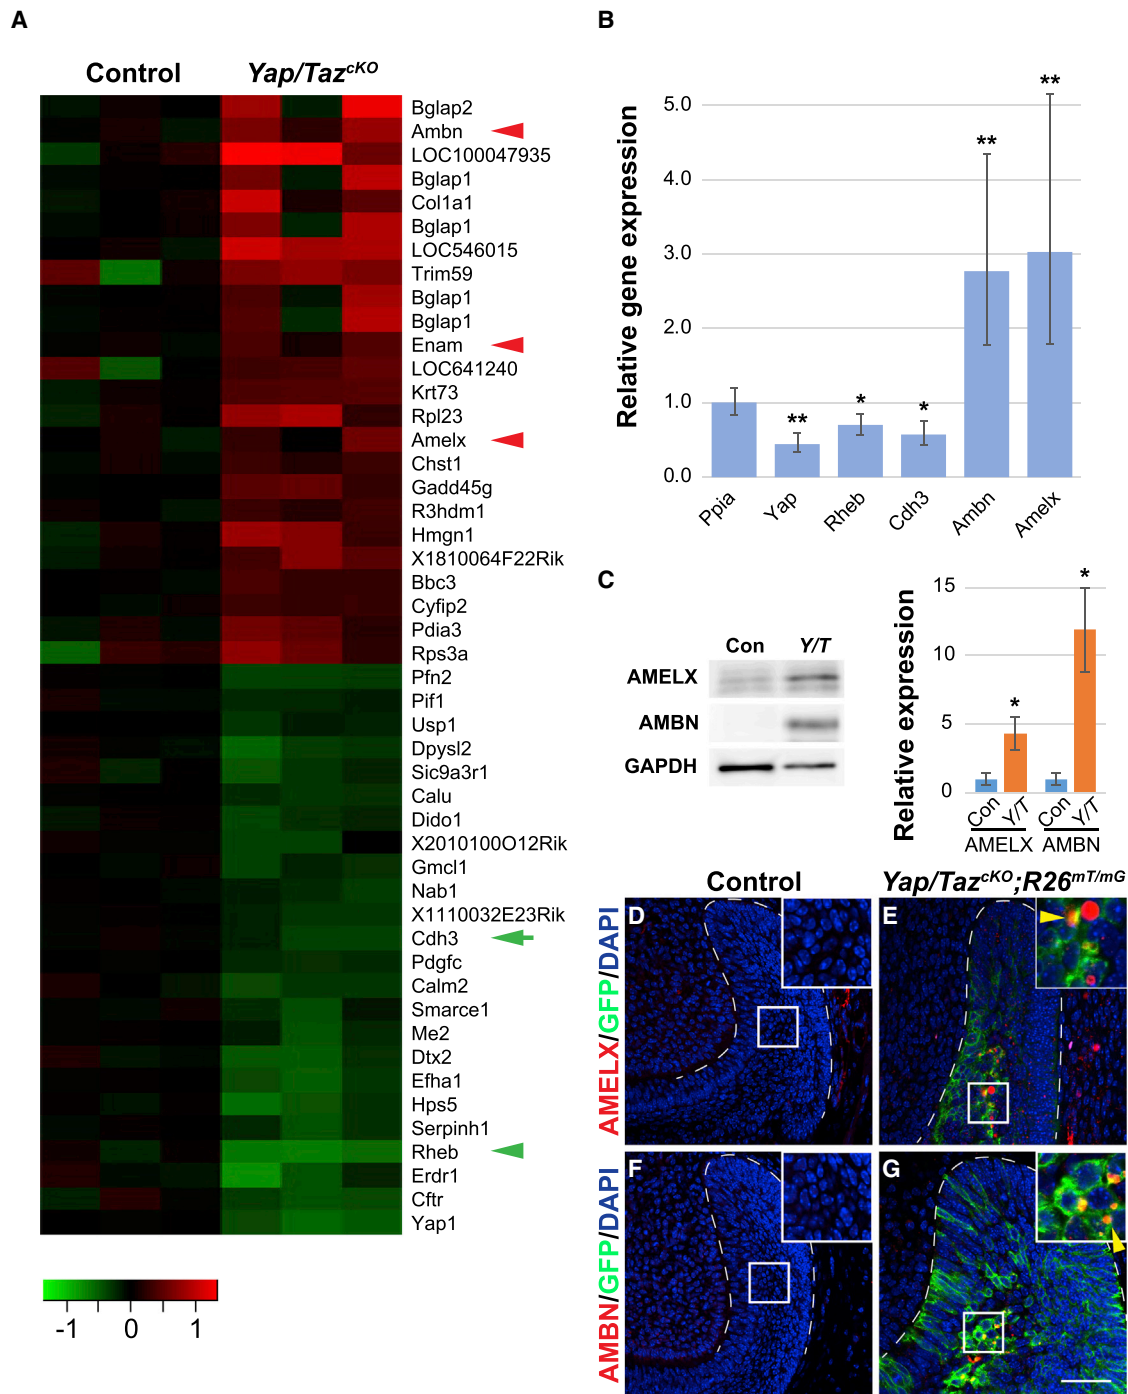 A
Control
Yap/Taz^cKO
Bglap2
Ambn
LOC100047935
Bglap1
Col1a1
Bglap1
LOC546015
Trim59
Bglap1
Bglap1
Enam
LOC641240
Krt73
Rpl23
Amelx
Chst1
Gadd45g
R3hdm1
Hmgn1
X1810064F22Rik
Bbc3
Cyfip2
Pdia3
Rps3a
Pfn2
Pif1
Usp1
Dpysl2
Sic9a3r1
Calu
Dido1
X2010100O12Rik
Gmcl1
Nab1
X1110032E23Rik
Cdh3
Pdgfc
Calm2
Smarce1
Me2
Dtx2
Efha1
Hps5
Serpinh1
Rheb
Erdr1
Cftr
Yap1
-1 0 1
B
Relative gene expression
5.0
4.0
3.0
2.0
1.0
0.0
**
*
*
**
**
Ppia
Yap
Rheb
Cdh3
Ambn
Amelx
C
Con Y/T
AMELX
AMBN
GAPDH
Relative expression
15
10
5
0
*
*
Con Y/T Con Y/T
AMELX AMBN
Control
Yap/Taz^cKO;R26^mT/mG
AMELX/GFP/DAPI
D
E
AMBN/GFP/DAPI
F
G